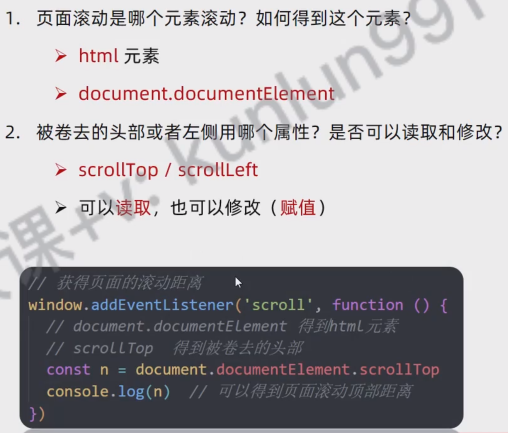 1. 页面滚动是哪个元素滚动？如何得到这个元素？
➢ html 元素
➢ document.documentElement
2. 被卷去的头部或者左侧用哪个属性？是否可以读取和修改？
➢ scrollTop / scrollLeft
➢ 可以读取，也可以修改（赋值）
课+v: kunlun991
// 获得页面的滚动距离
window.addEventListener('scroll', function () {
// document.documentElement 得到html元素
// scrollTop 得到被卷去的头部
const n = document.documentElement.scrollTop
console.log(n) // 可以得到页面滚动顶部距离
})